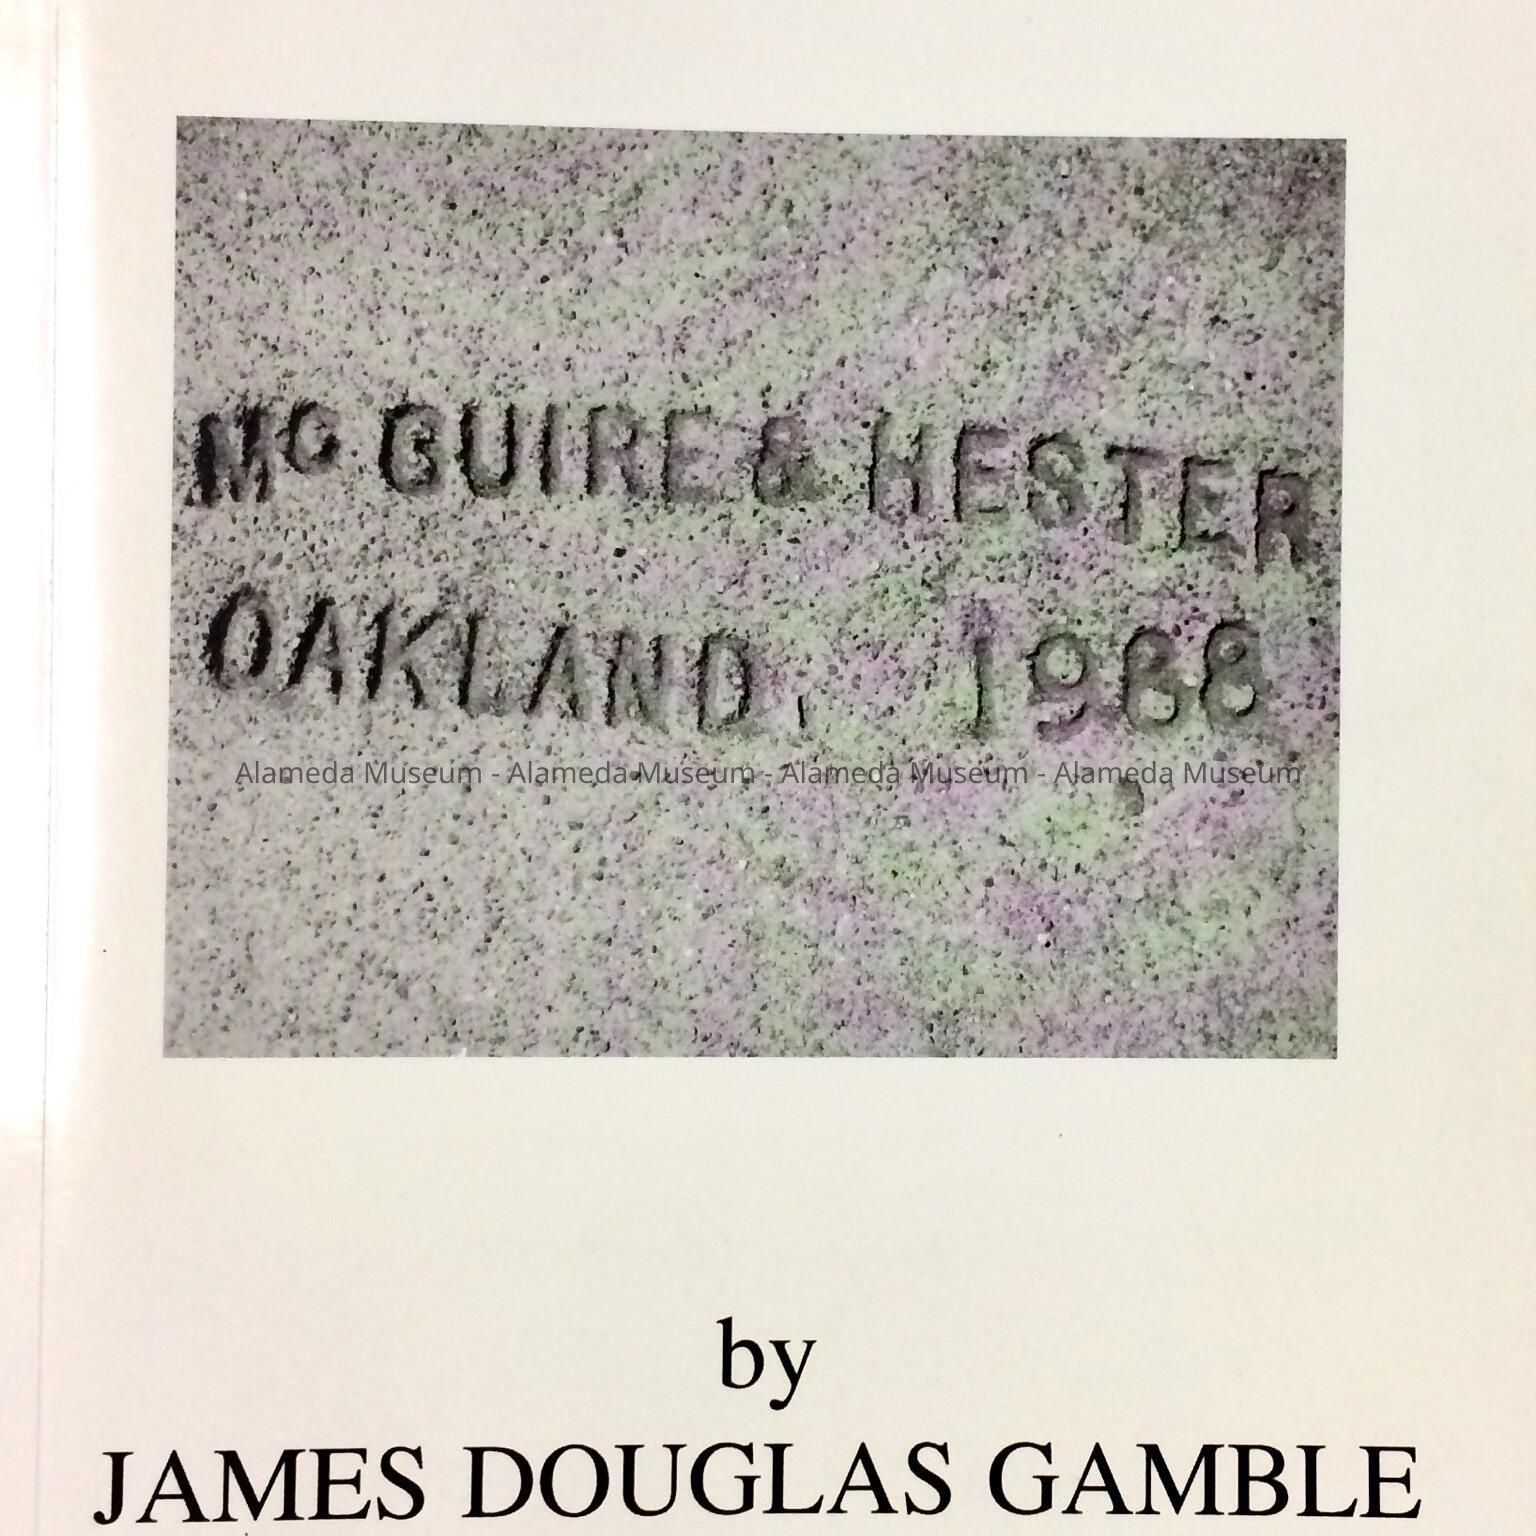 McGUIRE & HESTER
OAKLAND, 1988
Alameda Museum - Alameda Museum - Alameda Museum - Alameda Museum
by
JAMES DOUGLAS GAMBLE